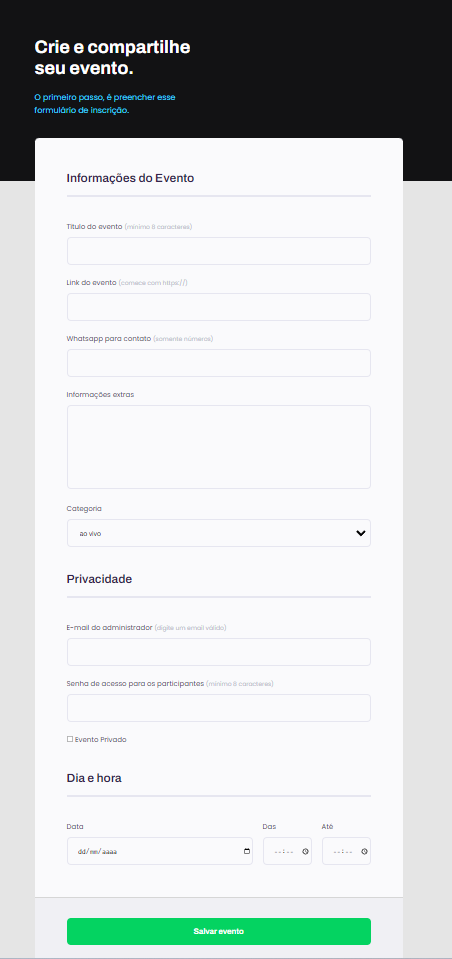 Crie e compartilhe
seu evento.
O primeiro passo, é preencher esse
formulário de inscrição.
Informações do Evento
Título do evento (mínimo 6 caracteres)
Link do evento (comece com https://)
Whatsapp para contato (somente números)
Informações extras
Categoria
ao vivo
Privacidade
E-mail do administrador (digite um email válido)
Senha de acesso para os participantes (mínimo 6 caracteres)
Evento Privado
Dia e hora
Data Das Até
dd/mm/aaaa --:-- --:--
Salvar evento